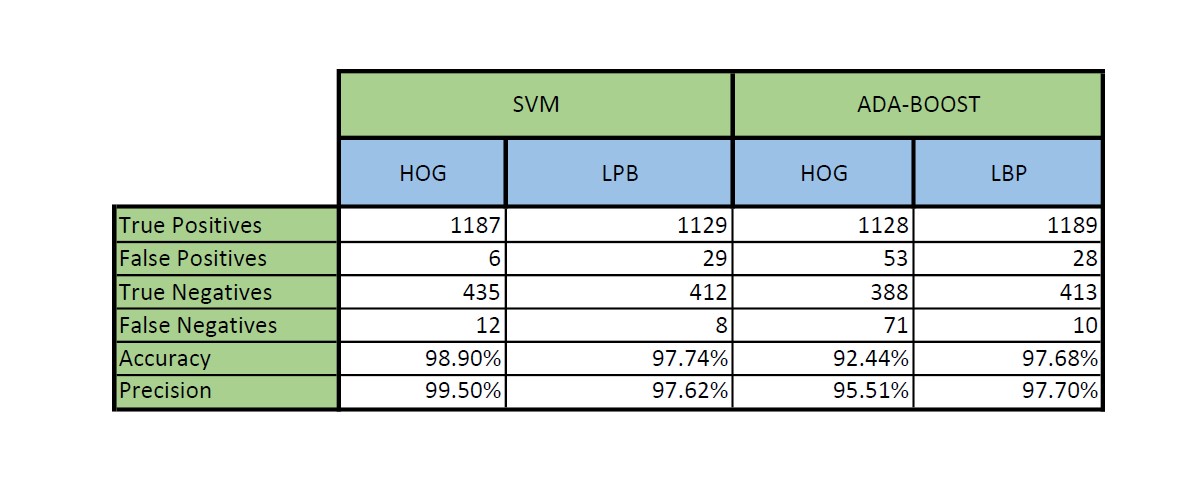 SVM ADA-BOOST
HOG LPB HOG LBP
True Positives 1187 1129 1128 1189
False Positives 6 29 53 28
True Negatives 435 412 388 413
False Negatives 12 8 71 10
Accuracy 98.90% 97.74% 92.44% 97.68%
Precision 99.50% 97.62% 95.51% 97.70%